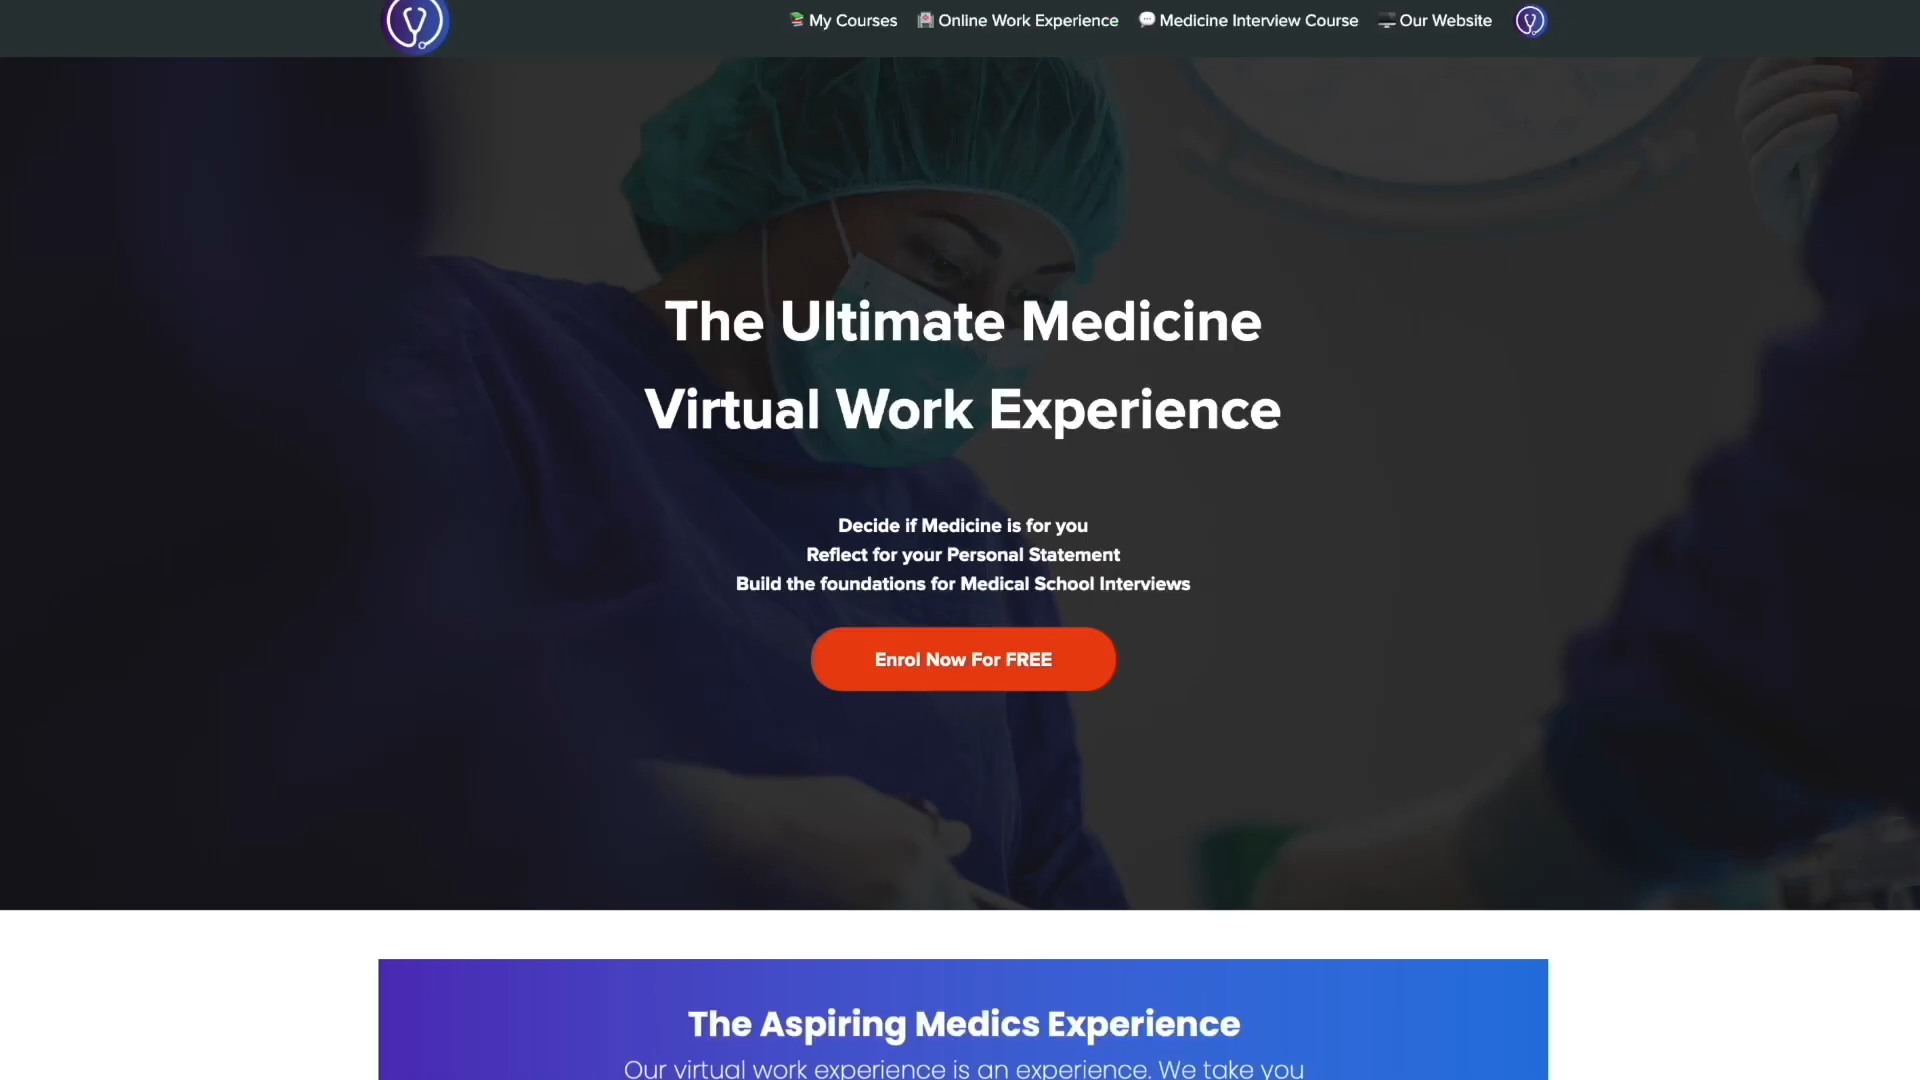 My Courses Online Work Experience Medicine Interview Course Our Website
The Ultimate Medicine
Virtual Work Experience
Decide if Medicine is for you
Reflect for your Personal Statement
Build the foundations for Medical School Interviews
Enrol Now For FREE
The Aspiring Medics Experience
Our virtual work experience is an experience. We take you